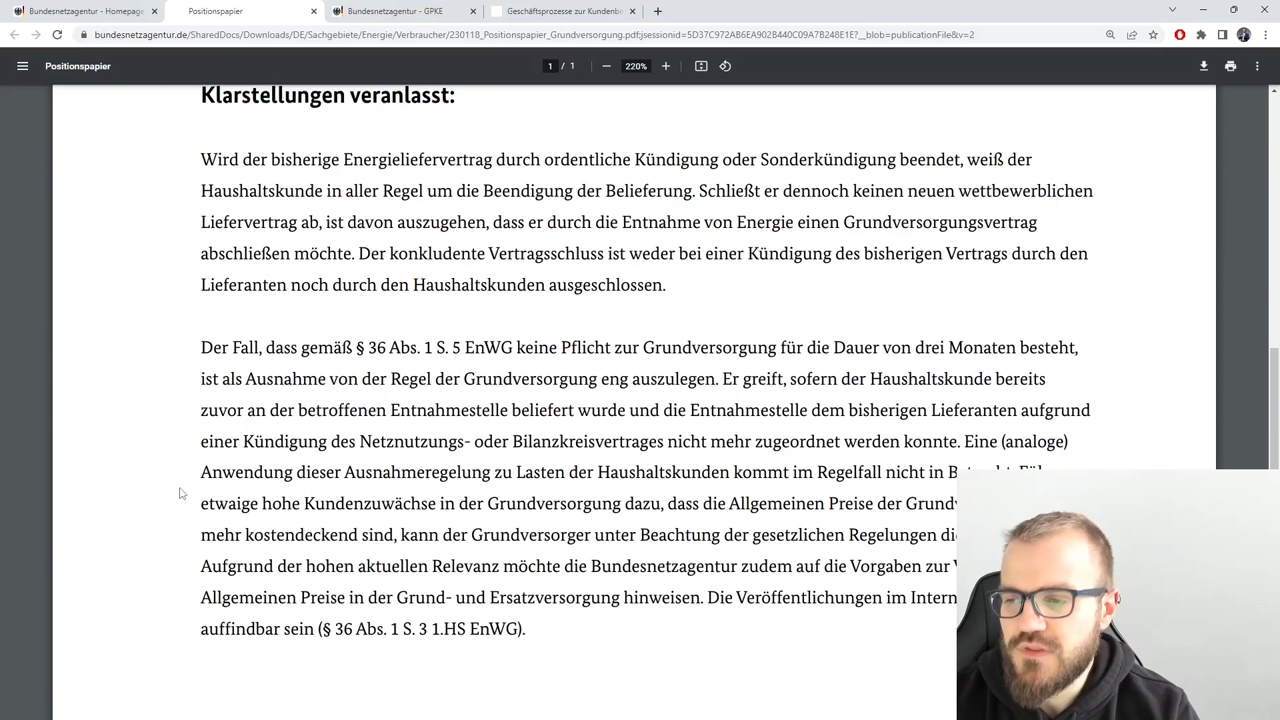 Bundesnetzagentur - Homepage
Positionspapier
Bundesnetzagentur - GPKE
Geschäftsprozesse zur Kundenbe
bundesnetzagentur.de/SharedDocs/Downloads/DE/Sachgebiete/Energie/Verbraucher/230118_Positionspapier_Grundversorgung.pdf;jsessionid=5D37C972AB6EA902B440C09A7B248E1E?__blob=publicationFile&v=2
Positionspapier
1 / 1
220%
Klarstellungen veranlasst:
Wird der bisherige Energieliefervertrag durch ordentliche Kündigung oder Sonderkündigung beendet, weiß der
Haushaltskunde in aller Regel um die Beendigung der Belieferung. Schließt er dennoch keinen neuen wettbewerblichen
Liefervertrag ab, ist davon auszugehen, dass er durch die Entnahme von Energie einen Grundversorgungsvertrag
abschließen möchte. Der konkludente Vertragsschluss ist weder bei einer Kündigung des bisherigen Vertrags durch den
Lieferanten noch durch den Haushaltskunden ausgeschlossen.
Der Fall, dass gemäß § 36 Abs. 1 S. 5 EnWG keine Pflicht zur Grundversorgung für die Dauer von drei Monaten besteht,
ist als Ausnahme von der Regel der Grundversorgung eng auszulegen. Er greift, sofern der Haushaltskunde bereits
zuvor an der betroffenen Entnahmestelle beliefert wurde und die Entnahmestelle dem bisherigen Lieferanten aufgrund
einer Kündigung des Netznutzungs- oder Bilanzkreisvertrages nicht mehr zugeordnet werden konnte. Eine (analoge)
Anwendung dieser Ausnahmeregelung zu Lasten der Haushaltskunden kommt im Regelfall nicht in
etwaige hohe Kundenzuwächse in der Grundversorgung dazu, dass die Allgemeinen Preise der
mehr kostendeckend sind, kann der Grundversorger unter Beachtung der gesetzlichen Regelungen
Aufgrund der hohen aktuellen Relevanz möchte die Bundesnetzagentur zudem auf die Vorgaben zur
Allgemeinen Preise in der Grund- und Ersatzversorgung hinweisen. Die Veröffentlichungen im
auffindbar sein (§ 36 Abs. 1 S. 3 1.HS EnWG).